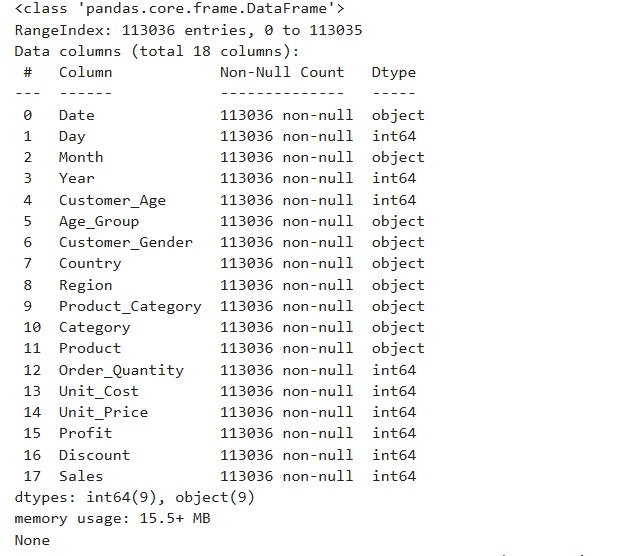 <class 'pandas.core.frame.DataFrame'>
RangeIndex: 113036 entries, 0 to 113035
Data columns (total 18 columns):
 #   Column            Non-Null Count   Dtype
---  ------            --------------   -----
 0   Date              113036 non-null  object
 1   Day               113036 non-null  int64
 2   Month             113036 non-null  object
 3   Year              113036 non-null  int64
 4   Customer_Age      113036 non-null  int64
 5   Age_Group         113036 non-null  object
 6   Customer_Gender   113036 non-null  object
 7   Country           113036 non-null  object
 8   Region            113036 non-null  object
 9   Product_Category  113036 non-null  object
 10  Category          113036 non-null  object
 11  Product           113036 non-null  object
 12  Order_Quantity    113036 non-null  int64
 13  Unit_Cost         113036 non-null  int64
 14  Unit_Price        113036 non-null  int64
 15  Profit            113036 non-null  int64
 16  Discount          113036 non-null  int64
 17  Sales             113036 non-null  int64
dtypes: int64(9), object(9)
memory usage: 15.5+ MB
None